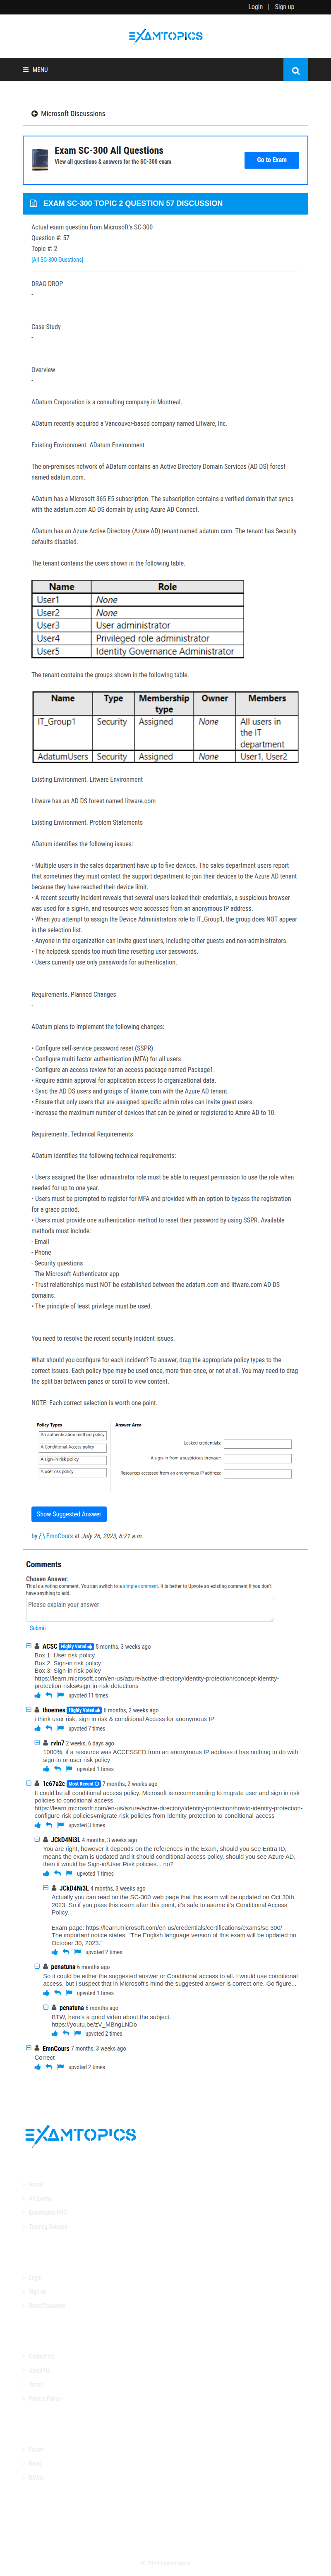 Login | Sign up
EXAMTOPICS
MENU
Microsoft Discussions
Exam SC-300 All Questions
View all questions & answers for the SC-300 exam
Go to Exam
EXAM SC-300 TOPIC 2 QUESTION 57 DISCUSSION
Actual exam question from Microsoft's SC-300
Question #: 57
Topic #: 2
[All SC-300 Questions]
DRAG DROP
-
Case Study
-
Overview
-
ADatum Corporation is a consulting company in Montreal.
ADatum recently acquired a Vancouver-based company named Litware, Inc.
Existing Environment. ADatum Environment
The on-premises network of ADatum contains an Active Directory Domain Services (AD DS) forest
named adatum.com.
ADatum has a Microsoft 365 E5 subscription. The subscription contains a verified domain that syncs
with the adatum.com AD DS domain by using Azure AD Connect.
ADatum has an Azure Active Directory (Azure AD) tenant named adatum.com. The tenant has Security
defaults disabled.
The tenant contains the users shown in the following table.
Name Role
User1 None
User2 None
User3 User administrator
User4 Privileged role administrator
User5 Identity Governance Administrator
The tenant contains the groups shown in the following table.
Name Type Membership type Owner Members
IT_Group1 Security Assigned None All users in the IT department
AdatumUsers Security Assigned None User1, User2
Existing Environment. Litware Environment
Litware has an AD DS forest named litware.com
Existing Environment. Problem Statements
ADatum identifies the following issues:
• Multiple users in the sales department have up to five devices. The sales department users report
that sometimes they must contact the support department to join their devices to the Azure AD tenant
because they have reached their device limit.
• A recent security incident reveals that several users leaked their credentials, a suspicious browser
was used for a sign-in, and resources were accessed from an anonymous IP address.
• When you attempt to assign the Device Administrators role to IT_Group1, the group does NOT appear
in the selection list.
• Anyone in the organization can invite guest users, including other guests and non-administrators.
• The helpdesk spends too much time resetting user passwords.
• Users currently use only passwords for authentication.
Requirements. Planned Changes
-
ADatum plans to implement the following changes:
• Configure self-service password reset (SSPR).
• Configure multi-factor authentication (MFA) for all users.
• Configure an access review for an access package named Package1.
• Require admin approval for application access to organizational data.
• Sync the AD DS users and groups of litware.com with the Azure AD tenant.
• Ensure that only users that are assigned specific admin roles can invite guest users.
• Increase the maximum number of devices that can be joined or registered to Azure AD to 10.
Requirements. Technical Requirements
ADatum identifies the following technical requirements:
• Users assigned the User administrator role must be able to request permission to use the role when
needed for up to one year.
• Users must be prompted to register for MFA and provided with an option to bypass the registration
for a grace period.
• Users must provide one authentication method to reset their password by using SSPR. Available
methods must include:
- Email
- Phone
- Security questions
- The Microsoft Authenticator app
• Trust relationships must NOT be established between the adatum.com and litware.com AD DS
domains.
• The principle of least privilege must be used.
You need to resolve the recent security incident issues.
What should you configure for each incident? To answer, drag the appropriate policy types to the
correct issues. Each policy type may be used once, more than once, or not at all. You may need to drag
the split bar between panes or scroll to view content.
NOTE: Each correct selection is worth one point.
Policy Types
An authentication method policy
A Conditional Access policy
A sign-in risk policy
A user risk policy
Answer Area
Leaked credentials:
A sign-in from a suspicious browser:
Resources accessed from an anonymous IP address:
Show Suggested Answer
by EmnCours at July 26, 2023, 6:21 a.m.
Comments
Chosen Answer:
This is a voting comment. You can switch to a simple comment. It is better to Upvote an existing comment if you don't
have anything to add.
Please explain your answer
Submit
ACSC Highly Voted 5 months, 3 weeks ago
Box 1: User risk policy
Box 2: Sign-in risk policy
Box 3: Sign-in risk policy
https://learn.microsoft.com/en-us/azure/active-directory/identity-protection/concept-identity-
protection-risks#sign-in-risk-detections
upvoted 11 times
thoemes Highly Voted 6 months, 2 weeks ago
i think user risk, sign in risk & conditional Access for anonymous IP
upvoted 7 times
rvln7 2 weeks, 6 days ago
1000%, if a resource was ACCESSED from an anonymous IP address it has nothing to do with
sign-in or user risk policy
upvoted 1 times
1c67a2c Most Recent 7 months, 2 weeks ago
It could be all conditional access policy. Microsoft is recommending to migrate user and sign in risk
policies to conditional access.
https://learn.microsoft.com/en-us/azure/active-directory/identity-protection/howto-identity-protection-
configure-risk-policies#migrate-risk-policies-from-identity-protection-to-conditional-access
upvoted 3 times
JCkD4Ni3L 4 months, 3 weeks ago
You are right, however it depends on the references in the Exam, should you see Entra ID,
means the exam is updated and it should conditional access policy, should you see Azure AD,
then it would be Sign-in/User Risk policies... no?
upvoted 1 times
JCkD4Ni3L 4 months, 3 weeks ago
Actually you can read on the SC-300 web page that this exam will be updated on Oct 30th
2023. So if you pass this exam after this point, it's safe to asume it's Conditional Access
Policy,
Exam page: https://learn.microsoft.com/en-us/credentials/certifications/exams/sc-300/
The important notice states: "The English language version of this exam will be updated on
October 30, 2023."
upvoted 2 times
penatuna 6 months ago
So it could be either the suggested answer or Conditional access to all. I would use conditional access,
but i suspect that in Microsoft's mind the suggested answer is correct one. Go figure...
upvoted 1 times
penatuna 6 months ago
BTW, here's a good video about the subject.
https://youtu.be/zV_MBngLNDo
upvoted 2 times
EmnCours 7 months, 3 weeks ago
Correct
upvoted 2 times
EXAMTOPICS
Home
All Exams
Training Courses
Login
Sign up
Reset Password
Contact Us
About Us
Terms
Privacy Policy
Forum
News
DMCA
© 2024 ExamTopics